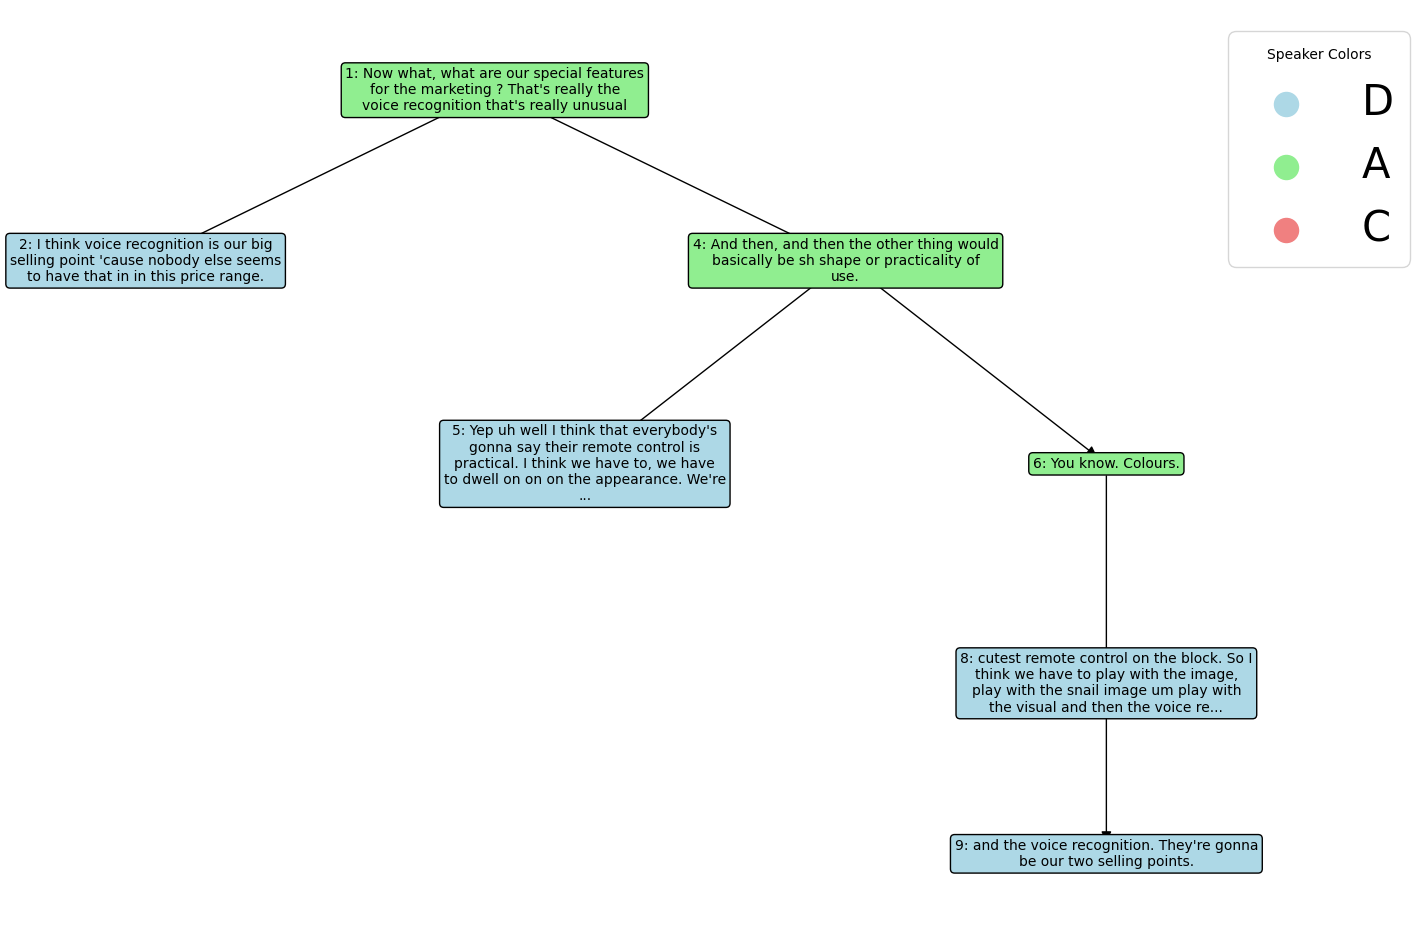 1: Now what, what are our special features
for the marketing ? That's really the
voice recognition that's really unusual
2: I think voice recognition is our big
selling point 'cause nobody else seems
to have that in in this price range.
4: And then, and then the other thing would
basically be sh shape or practicality of
use.
5: Yep uh well I think that everybody's
gonna say their remote control is
practical. I think we have to, we have
to dwell on on on the appearance. We're
...
6: You know. Colours.
8: cutest remote control on the block. So I
think we have to play with the image,
play with the snail image um play with
the visual and then the voice re...
9: and the voice recognition. They're gonna
be our two selling points.
Speaker Colors
D
A
C